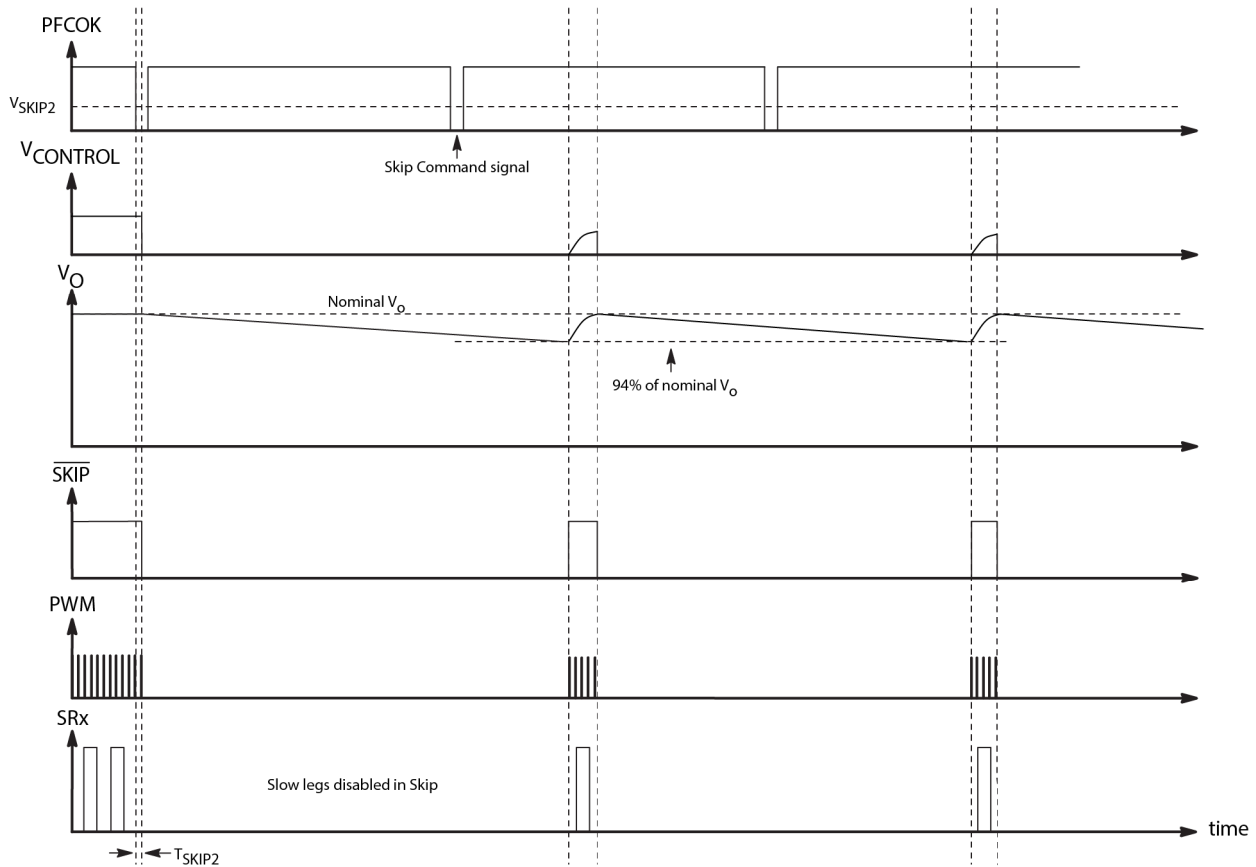 PFCOK
VSKIP2
Skip Command signal
VCONTROL
VO
Nominal Vo
94% of nominal Vo
SKIP
PWM
SRx
Slow legs disabled in Skip
time
TSKIP2